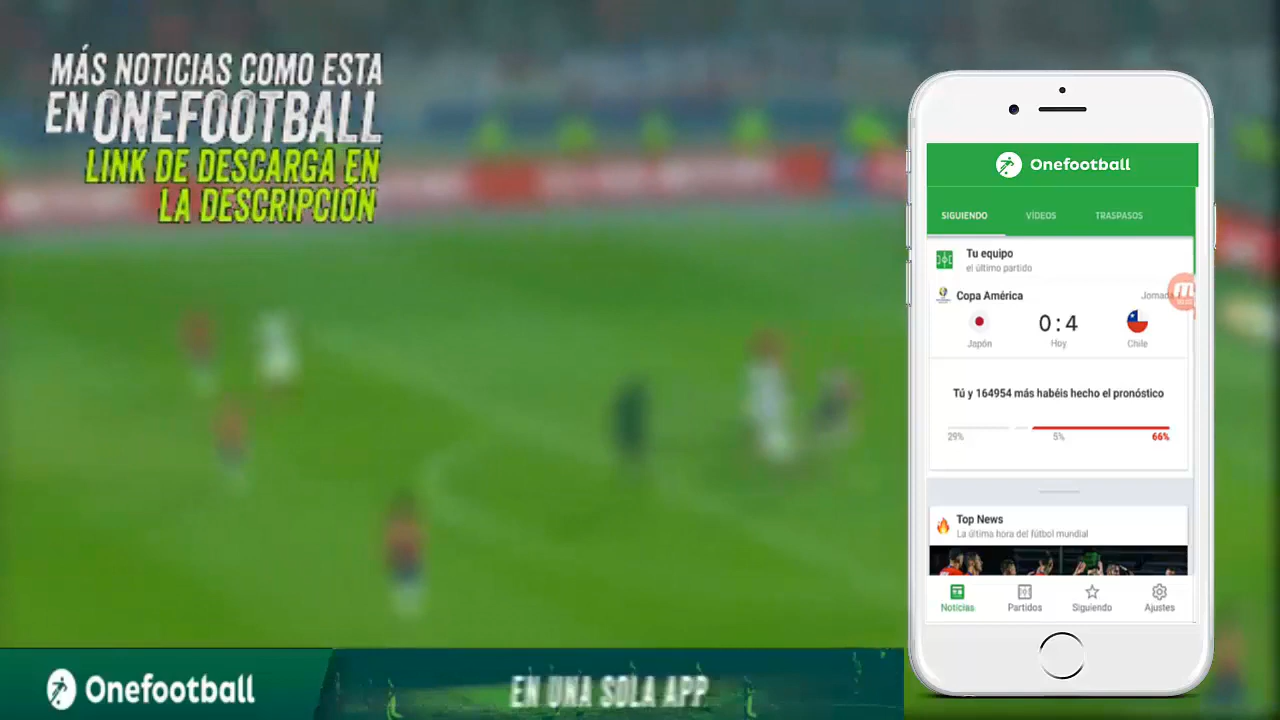 MÁS NOTICIAS COMO ESTA
EN ONEFOOTBALL
LINK DE DESCARGA EN
LA DESCRIPCIÓN
Onefootball
SIGUIENDO VÍDEOS TRASPASOS
Tu equipo
el último partido
Copa América Jornada
0:4
Japón Hoy Chile
Tú y 164954 más habéis hecho el pronóstico
29% 5% 66%
Top News
La última hora del fútbol mundial
Noticias Partidos Siguiendo Ajustes
Onefootball
EN UNA SOLA APP